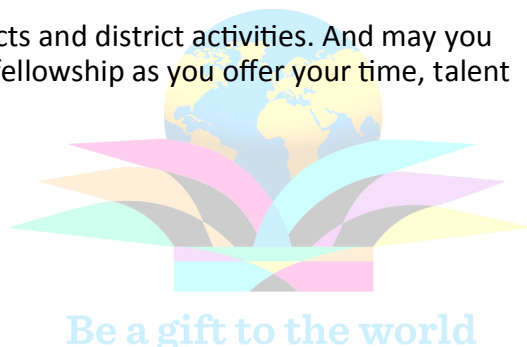 cts and district activities. And may you
fellowship as you offer your time, talent
Be a gift to the world